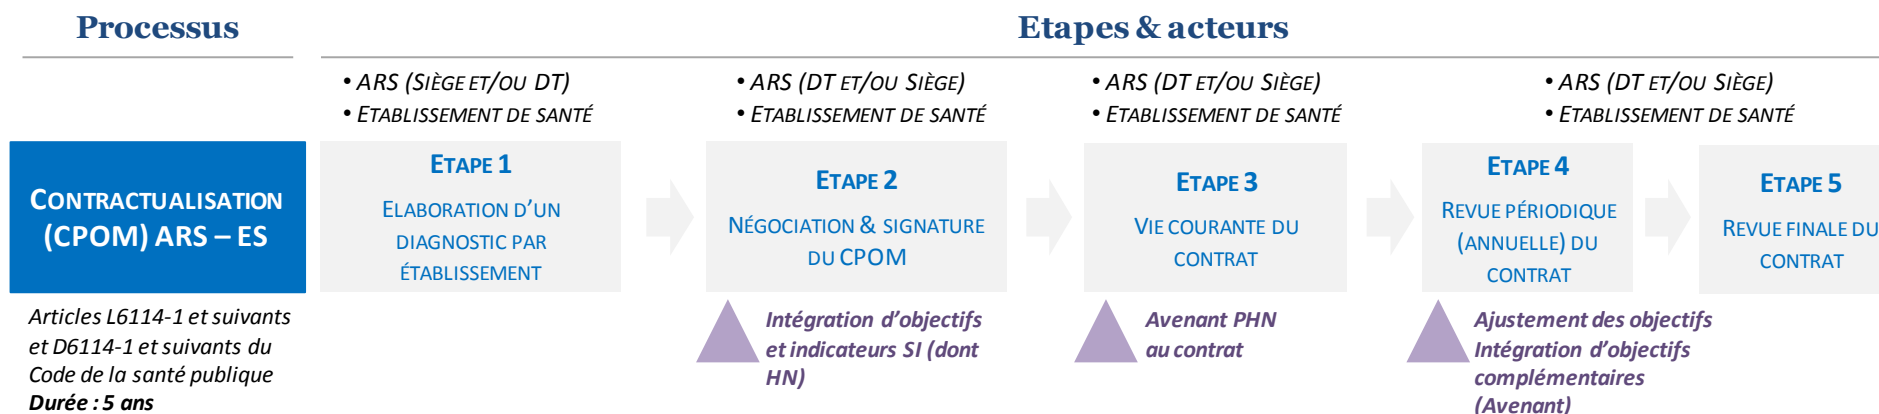 Processus
Etapes & acteurs
• ARS (SIÈGE ET/OU DT)
• ETABLISSEMENT DE SANTÉ
• ARS (DT ET/OU SIÈGE)
• ETABLISSEMENT DE SANTÉ
• ARS (DT ET/OU SIÈGE)
• ETABLISSEMENT DE SANTÉ
• ARS (DT ET/OU SIÈGE)
• ETABLISSEMENT DE SANTÉ
CONTRACTUALISATION
(CPOM) ARS – ES
Articles L6114-1 et suivants
et D6114-1 et suivants du
Code de la santé publique
Durée : 5 ans
ETAPE 1
ELABORATION D’UN
DIAGNOSTIC PAR
ÉTABLISSEMENT
ETAPE 2
NÉGOCIATION & SIGNATURE
DU CPOM
Intégration d’objectifs
et indicateurs SI (dont
HN)
ETAPE 3
VIE COURANTE DU
CONTRAT
Avenant PHN
au contrat
ETAPE 4
REVUE PÉRIODIQUE
(ANNUELLE) DU
CONTRAT
Ajustement des objectifs
Intégration d’objectifs
complémentaires
(Avenant)
ETAPE 5
REVUE FINALE DU
CONTRAT